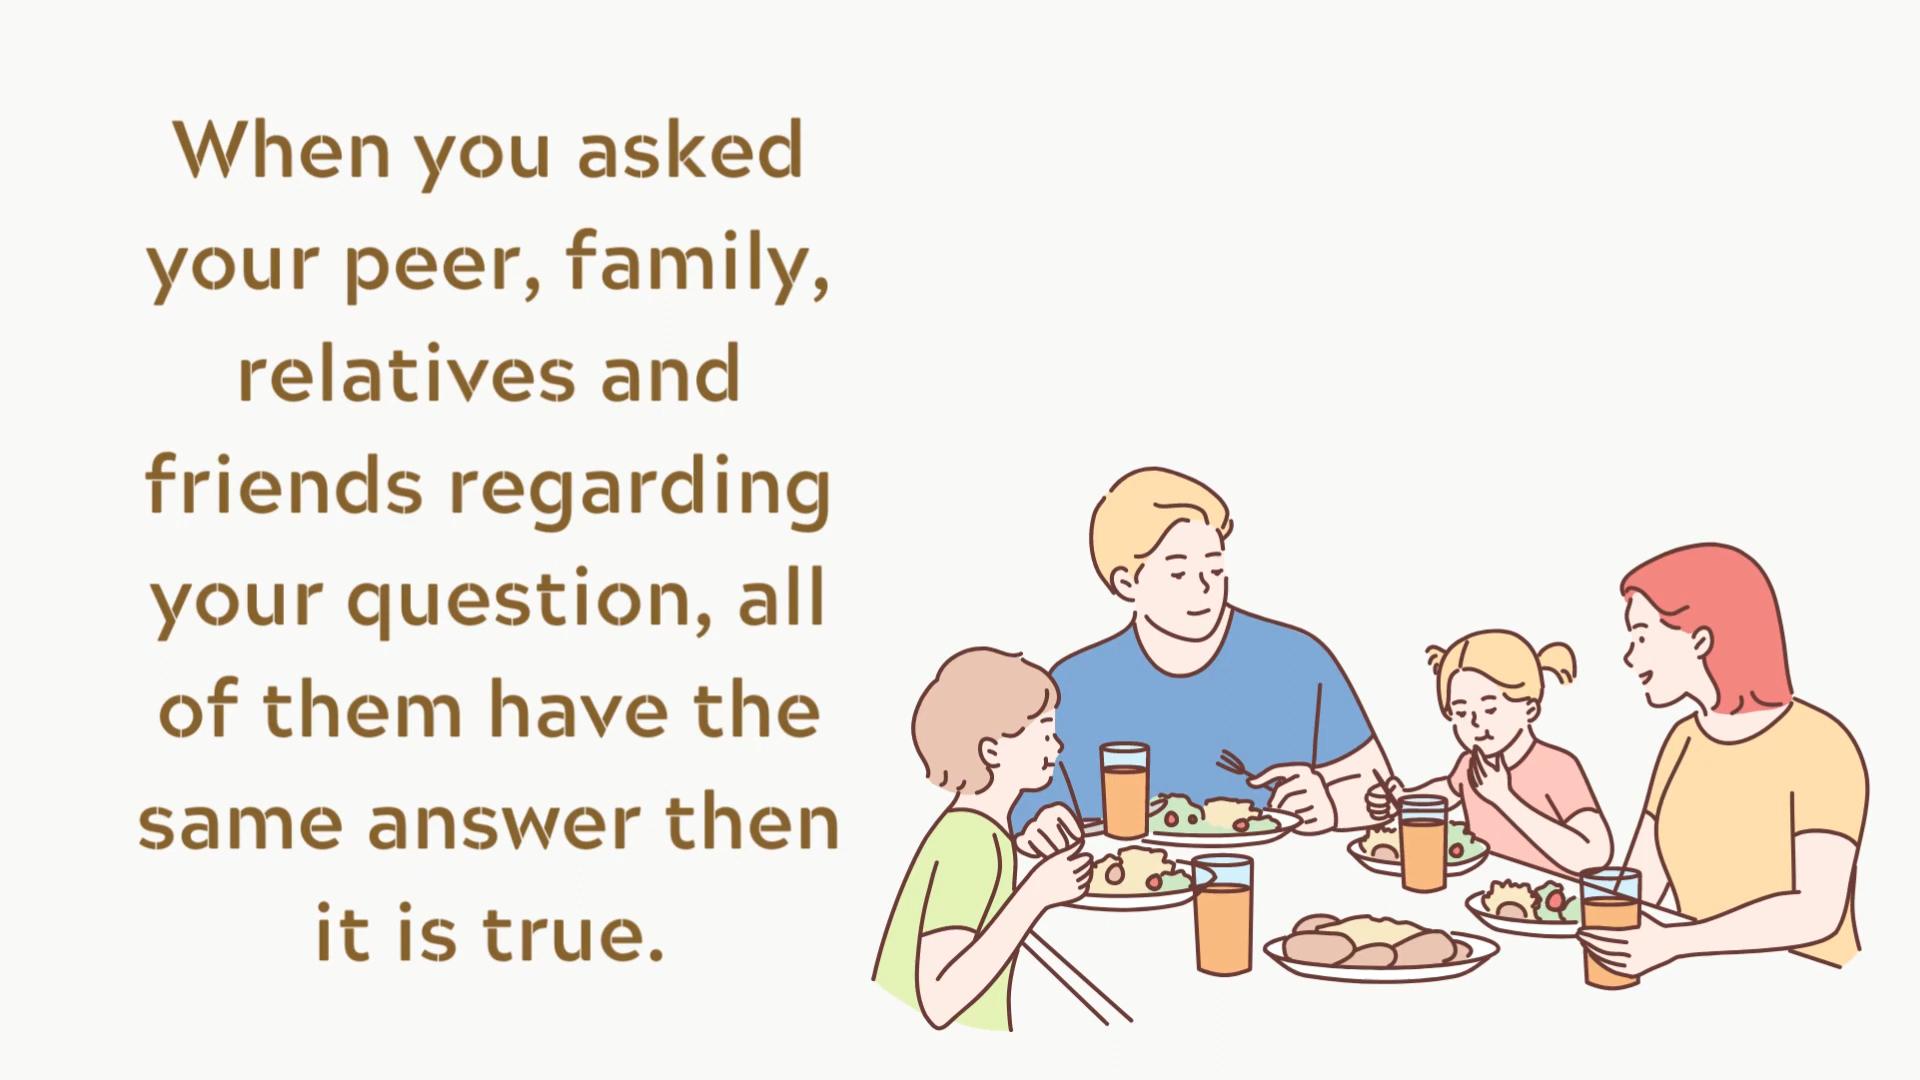 When you asked
your peer, family,
relatives and
friends regarding
your question, all
of them have the
same answer then
it is true.